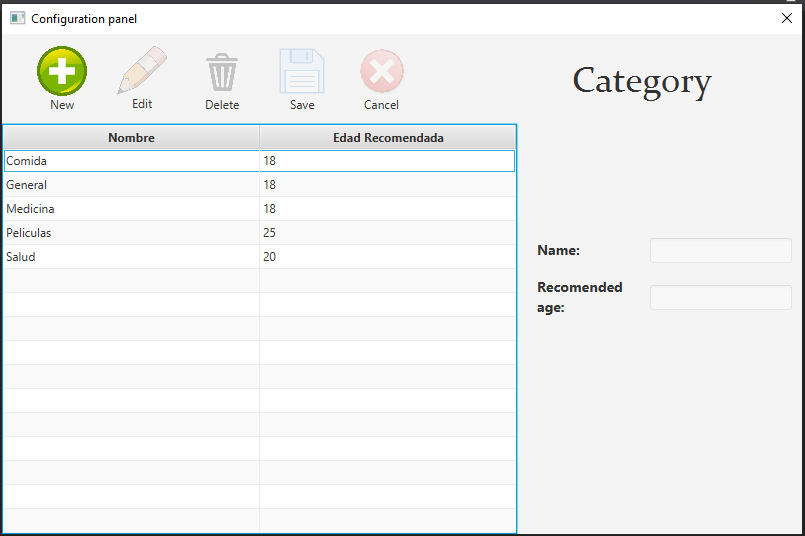 Configuration panel
New Edit Delete Save Cancel
Category
Nombre Edad Recomendada
Comida 18
General 18
Medicina 18
Peliculas 25
Salud 20
Name:
Recomended
age: